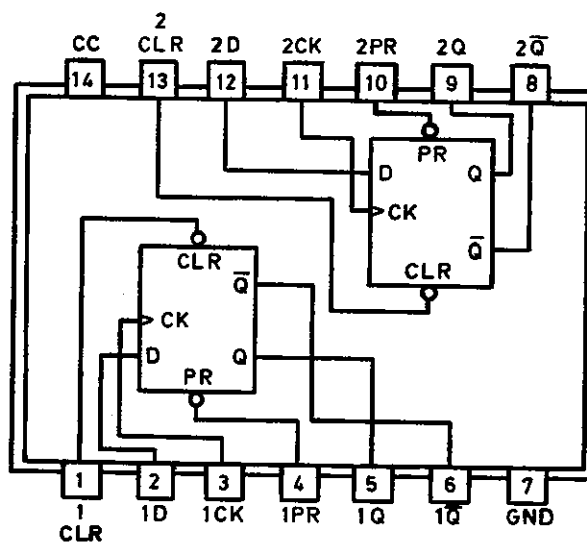 2
CC CLR 2D 2CK 2PR 2Q 2Q̅
14 13 12 11 10 9 8
PR
D Q
CK
Q̅
CLR
CLR
Q̅
CK
D Q
PR
1 2 3 4 5 6 7
1 1D 1CK 1PR 1Q 1Q̅ GND
CLR